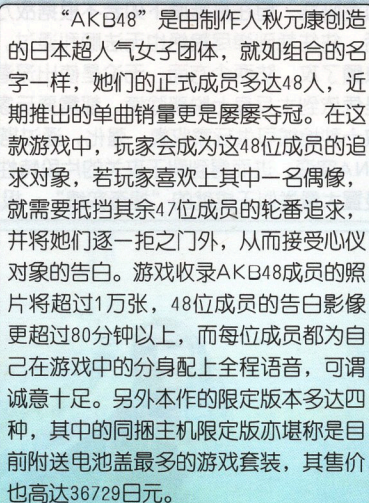 “AKB48”是由制作人秋元康创造
的日本超人气女子团体，就如组合的名
字一样，她们的正式成员多达48人，近
期推出的单曲销量更是屡屡夺冠。在这
款游戏中，玩家会成为这48位成员的追
求对象，若玩家喜欢上其中一名偶像，
就需要抵挡其余47位成员的轮番追求，
并将她们逐一拒之门外，从而接受心仪
对象的告白。游戏收录AKB48成员的照
片将超过1万张，48位成员的告白影像
更超过80分钟以上，而每位成员都为自
己在游戏中的分身配上全程语音，可谓
诚意十足。另外本作的限定版本多达四
种，其中的同捆主机限定版亦堪称是目
前附送电池盖最多的游戏套装，其售价
也高达36729日元。